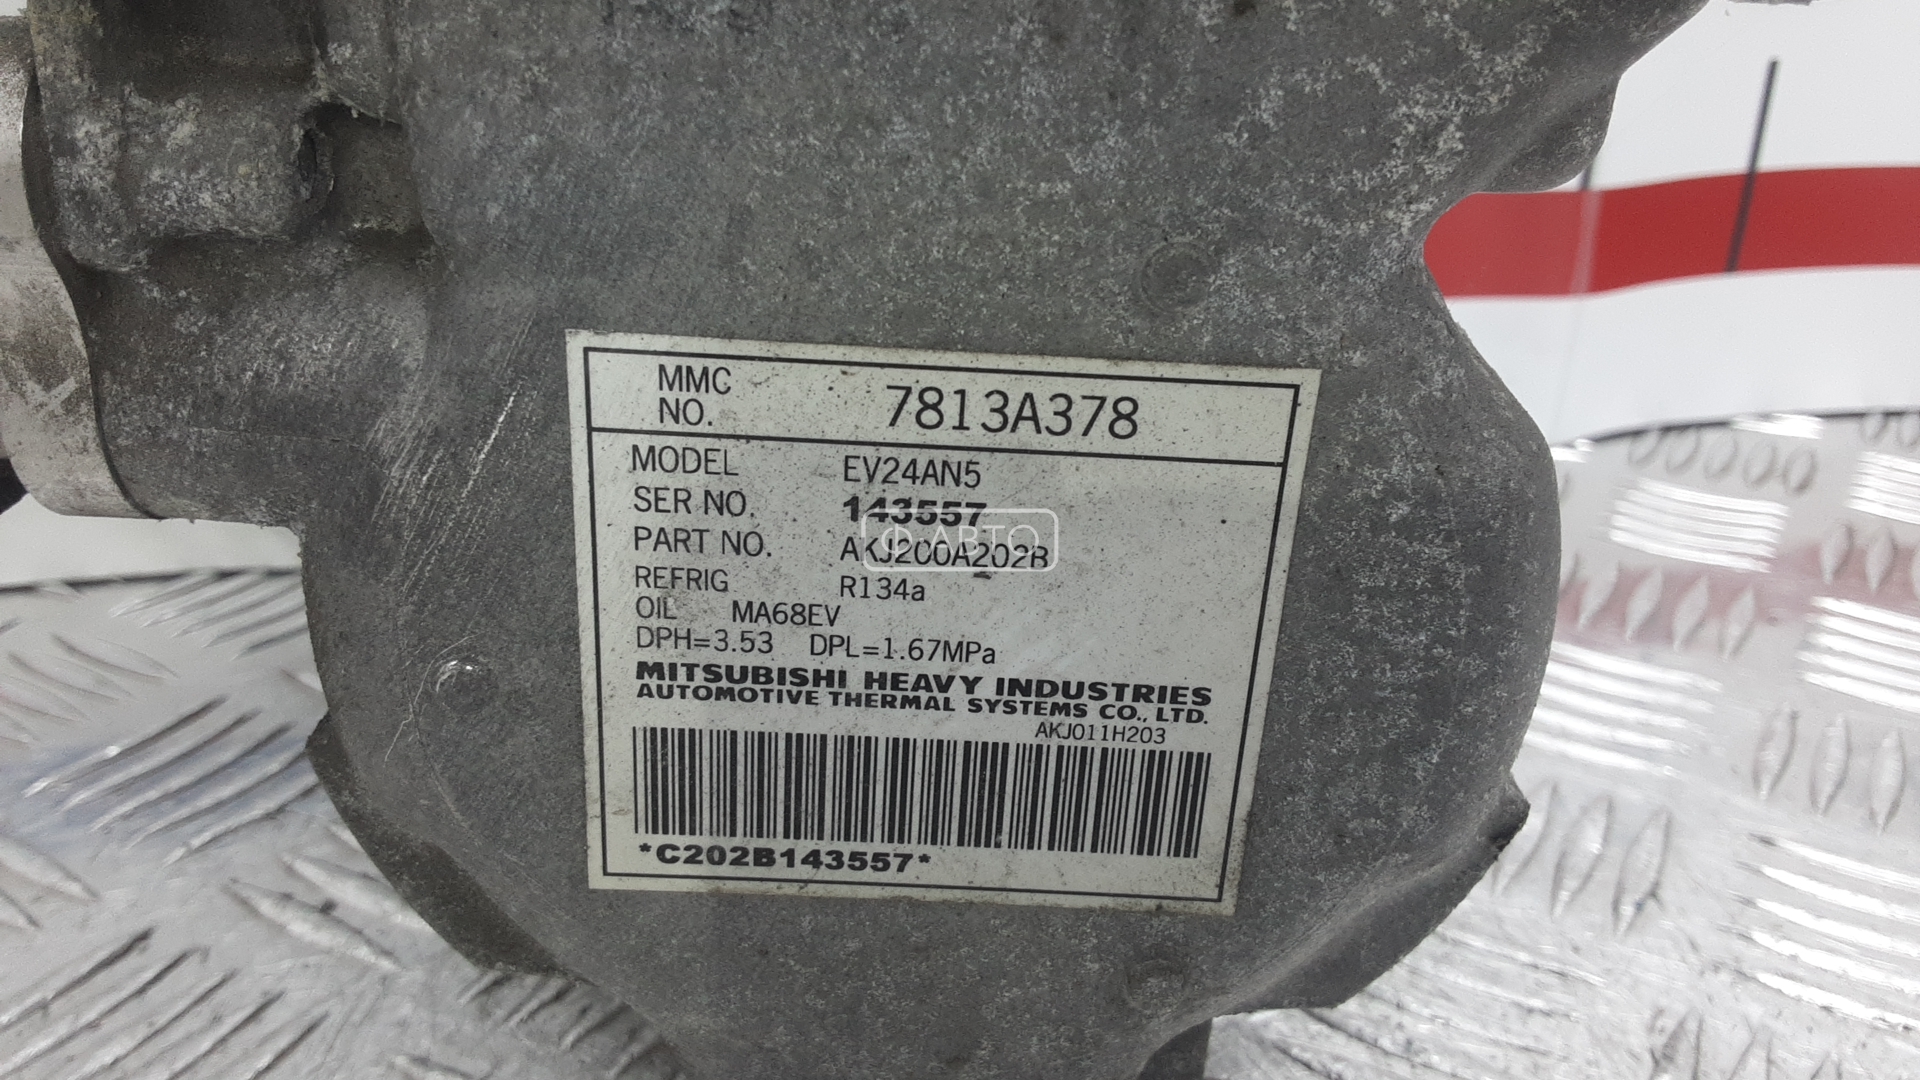 MMC NO. 7813A378
MODEL EV24AN5
SER NO. 143557
PART NO. AKJ200A202B
REFRIG R134a
OIL MA68EV
DPH=3.53 DPL=1.67MPa
MITSUBISHI HEAVY INDUSTRIES
AUTOMOTIVE THERMAL SYSTEMS CO., LTD.
AKJ011H203
*C202B143557*
Ф АВТО